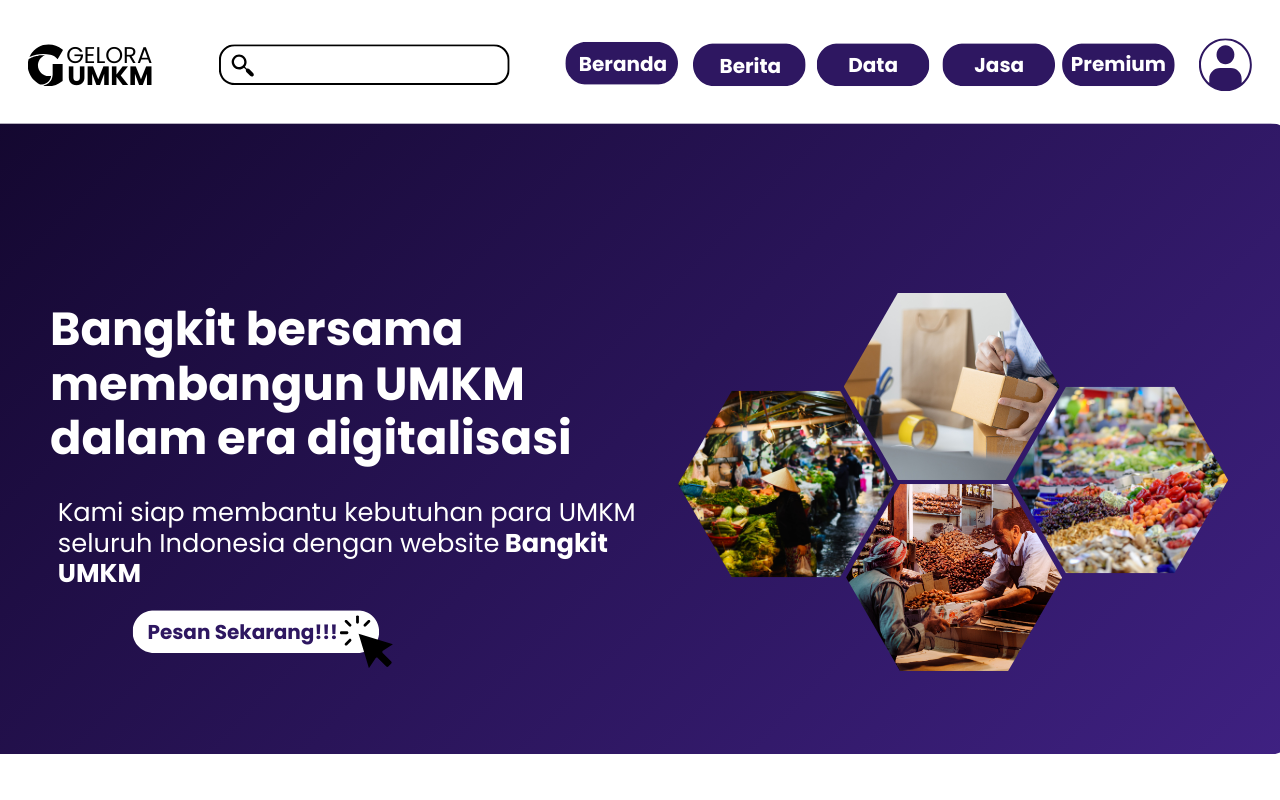 GELORA
UMKM
Beranda
Berita
Data
Jasa
Premium
Bangkit bersama
membangun UMKM
dalam era digitalisasi
Kami siap membantu kebutuhan para UMKM
seluruh Indonesia dengan website Bangkit
UMKM
Pesan Sekarang!!!